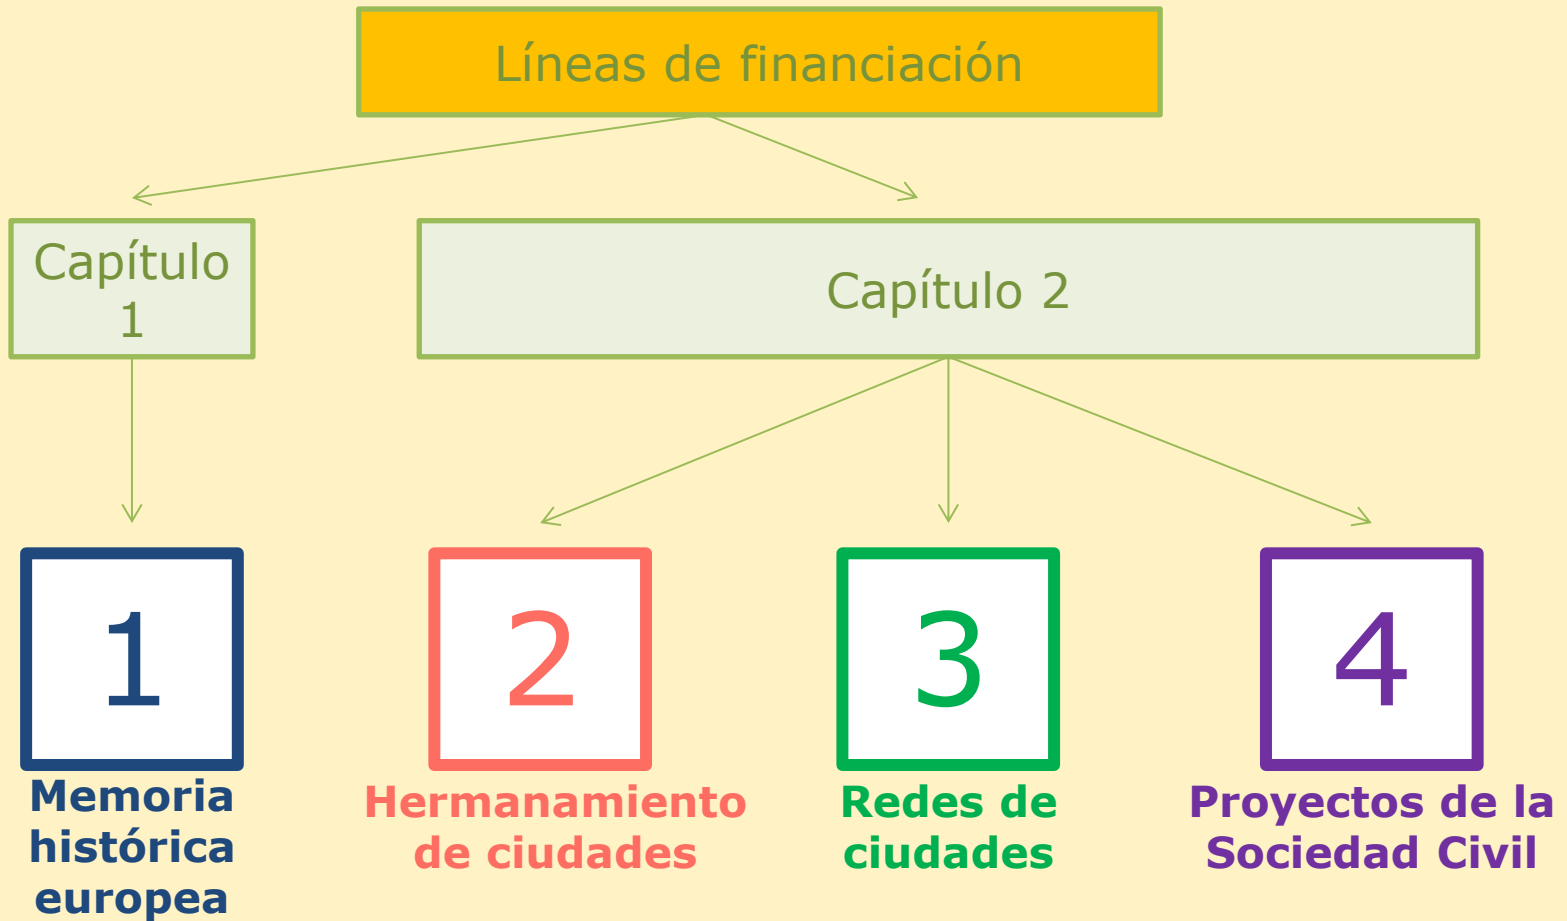 Líneas de financiación
Capítulo
1
Capítulo 2
1
2
3
4
Memoria
histórica
europea
Hermanamiento
de ciudades
Redes de
ciudades
Proyectos de la
Sociedad Civil